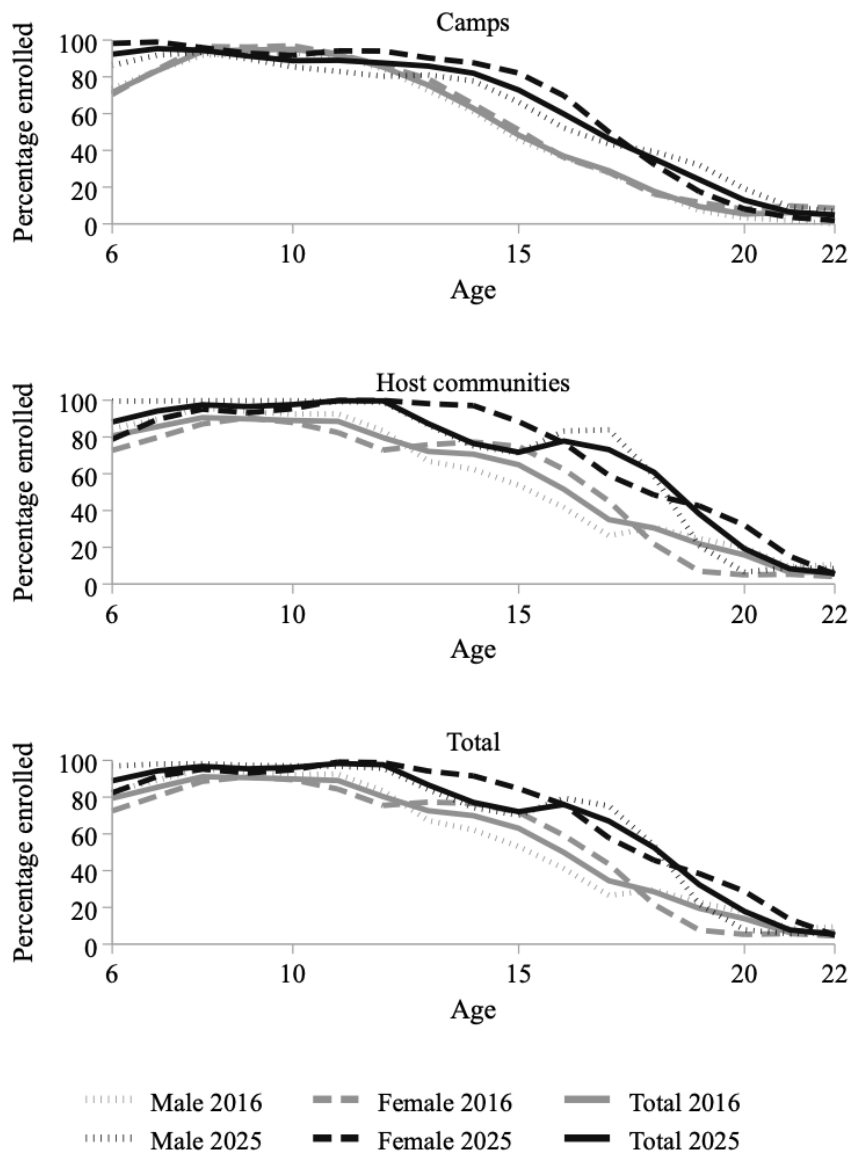 Camps
100
80
60
40
20
0
Percentage enrolled
6 10 15 20 22
Age
Host communities
100
80
60
40
20
0
Percentage enrolled
6 10 15 20 22
Age
Total
100
80
60
40
20
0
Percentage enrolled
6 10 15 20 22
Age
Male 2016 Female 2016 Total 2016
Male 2025 Female 2025 Total 2025